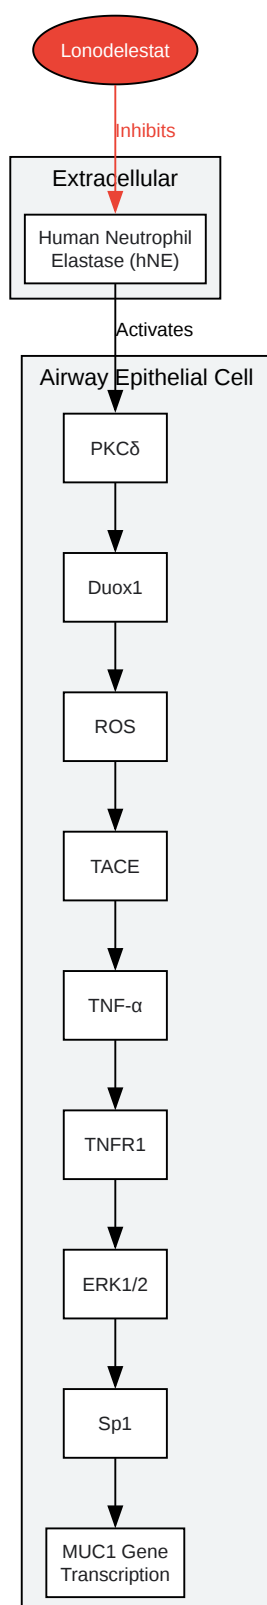 Lonodelestat
Inhibits
Extracellular
Human Neutrophil
Elastase (hNE)
Activates
Airway Epithelial Cell
PKCδ
Duox1
ROS
TACE
TNF-α
TNFR1
ERK1/2
Sp1
MUC1 Gene
Transcription